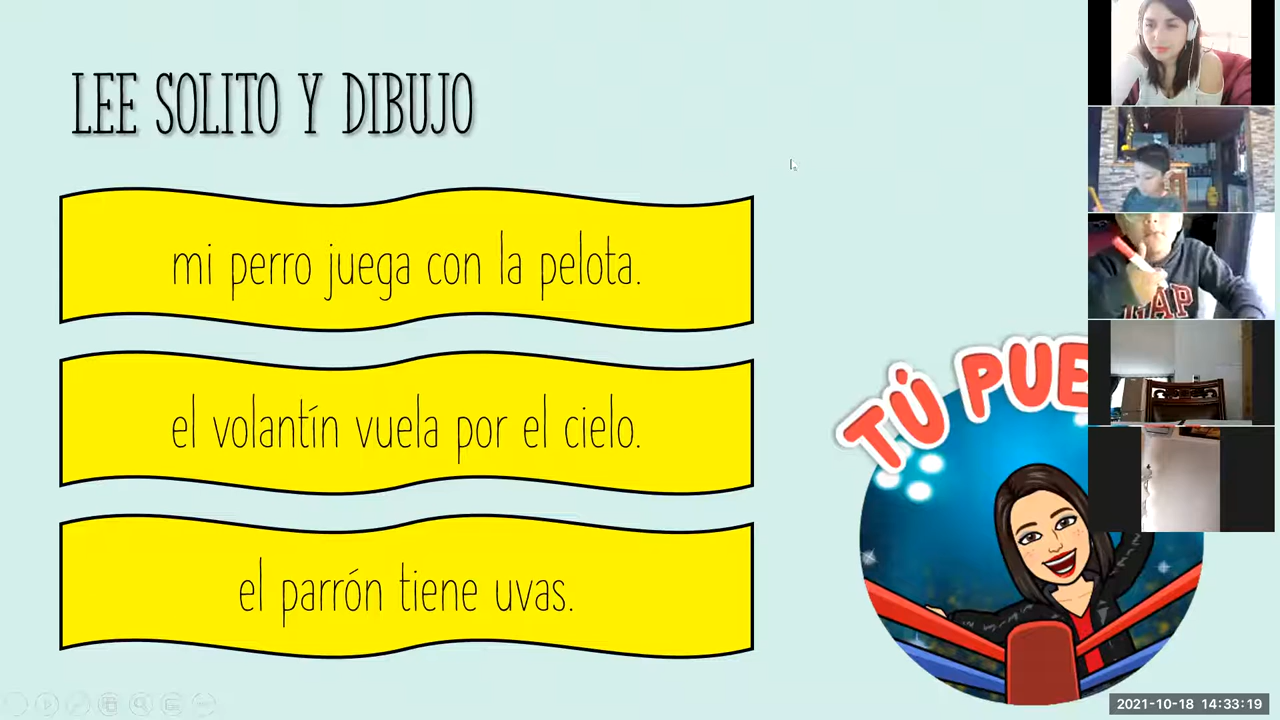 LEE SOLITO Y DIBUJO
mi perro juega con la pelota.
el volantín vuela por el cielo.
el parrón tiene uvas.
TÚ PUE
GAP
2021-10-18 14:33:19